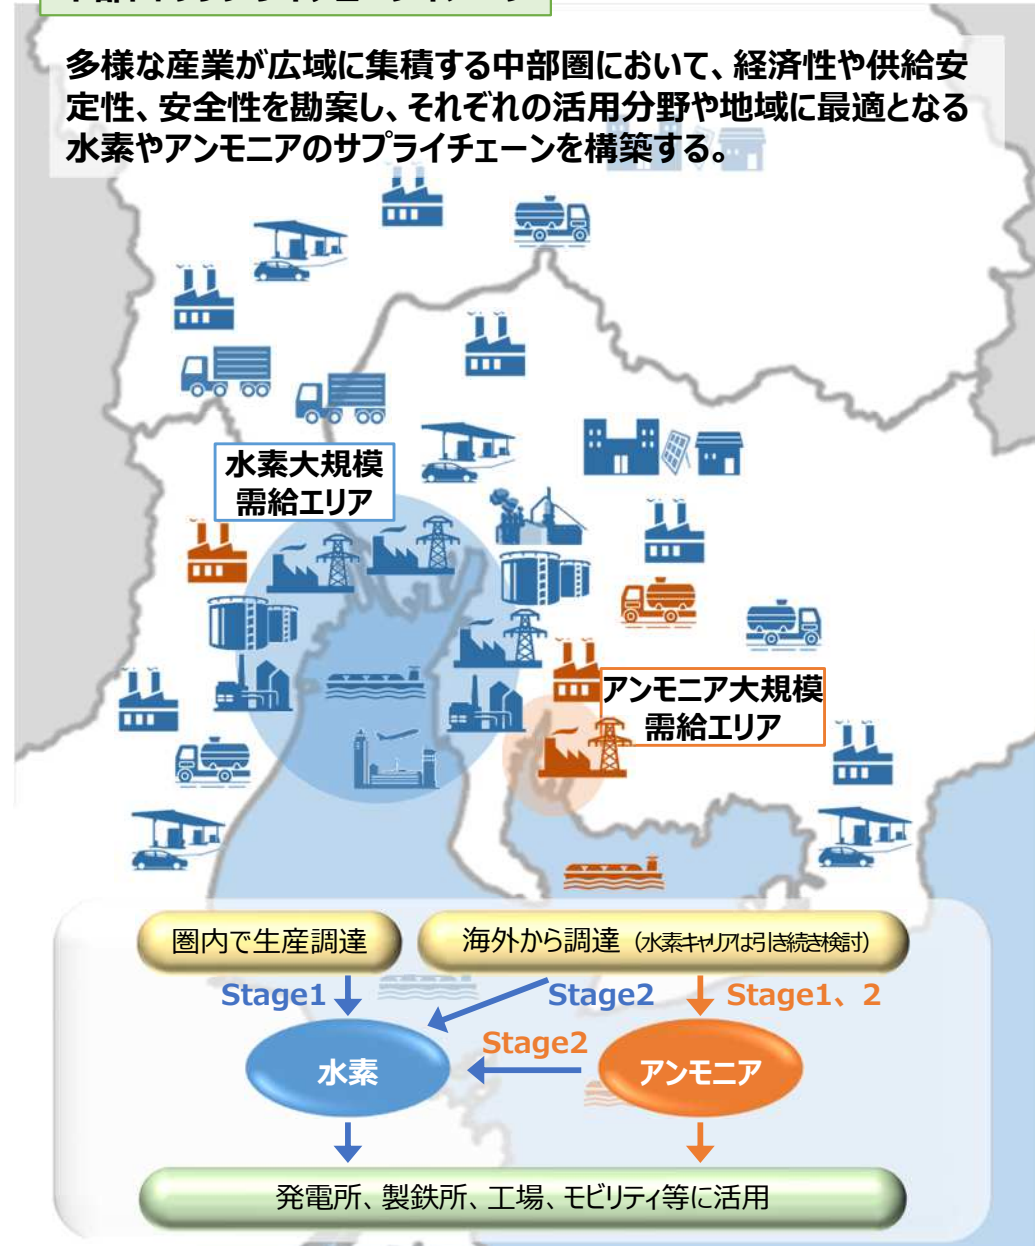 多様な産業が広域に集積する中部圏において、経済性や供給安
定性、安全性を勘案し、それぞれの活用分野や地域に最適となる
水素やアンモニアのサプライチェーンを構築する。
水素大規模
需給エリア
アンモニア大規模
需給エリア
圏内で生産調達
海外から調達（水素キャリアは引き続き検討）
Stage1
Stage2
Stage1、2
Stage2
水素
アンモニア
発電所、製鉄所、工場、モビリティ等に活用